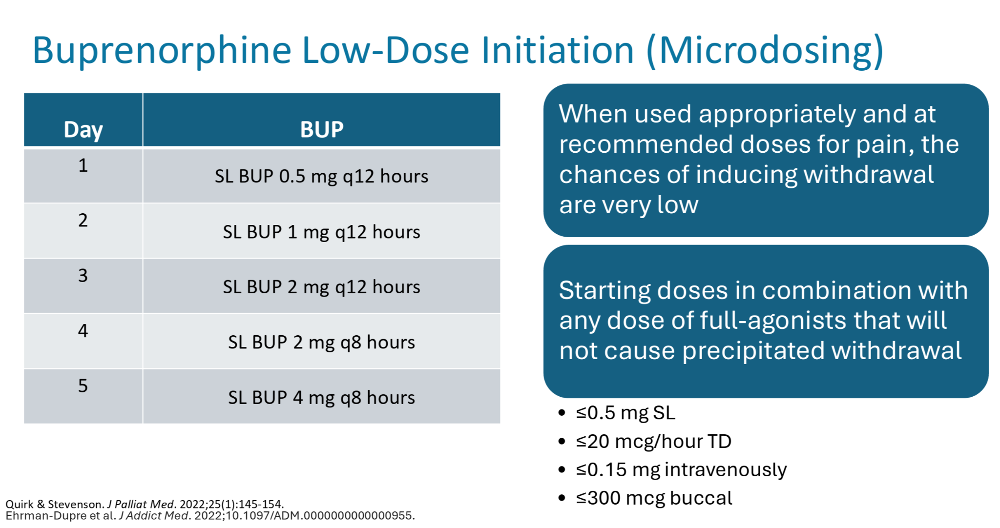 Buprenorphine Low-Dose Initiation (Microdosing)
Day BUP
1 SL BUP 0.5 mg q12 hours
2 SL BUP 1 mg q12 hours
3 SL BUP 2 mg q12 hours
4 SL BUP 2 mg q8 hours
5 SL BUP 4 mg q8 hours
When used appropriately and at
recommended doses for pain, the
chances of inducing withdrawal
are very low
Starting doses in combination with
any dose of full-agonists that will
not cause precipitated withdrawal
• ≤0.5 mg SL
• ≤20 mcg/hour TD
• ≤0.15 mg intravenously
• ≤300 mcg buccal
Quirk & Stevenson. J Palliat Med. 2022;25(1):145-154.
Ehrman-Dupre et al. J Addict Med. 2022;10.1097/ADM.0000000000000955.